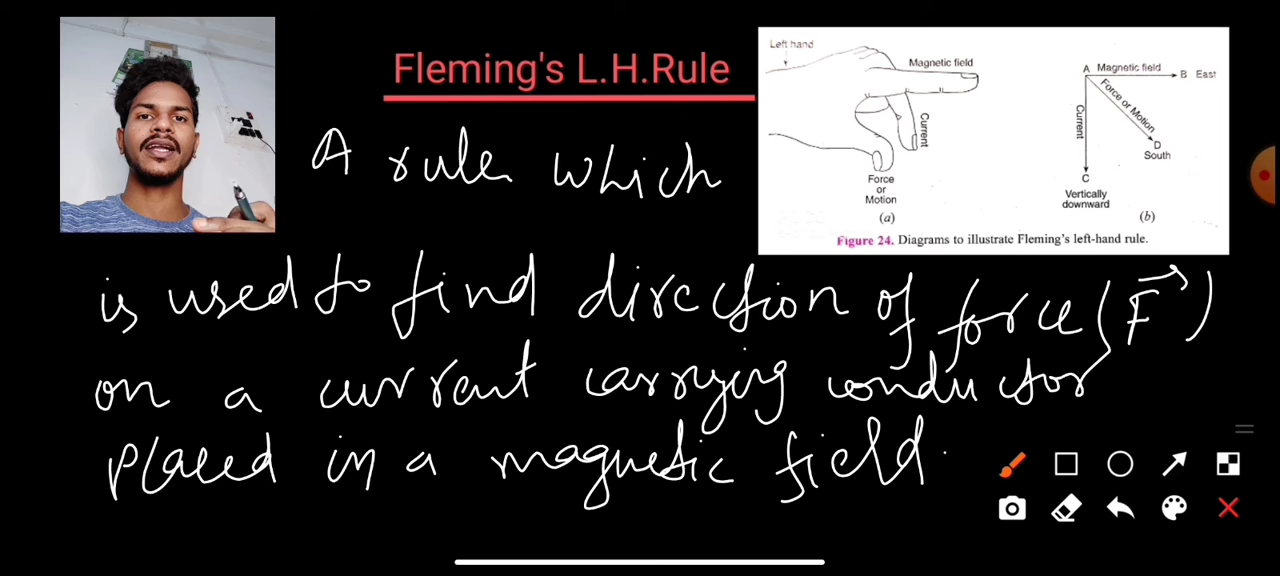 Fleming's L.H.Rule
A rule which
is used to find direction of force (F)
on a current carrying conductor
placed in a magnetic field.
Left hand
Magnetic field
Current
Force
or
Motion
(a)
A Magnetic field B East
Force or Motion
Current
D
South
C
Vertically
downward
(b)
Figure 24. Diagrams to illustrate Fleming's left-hand rule.